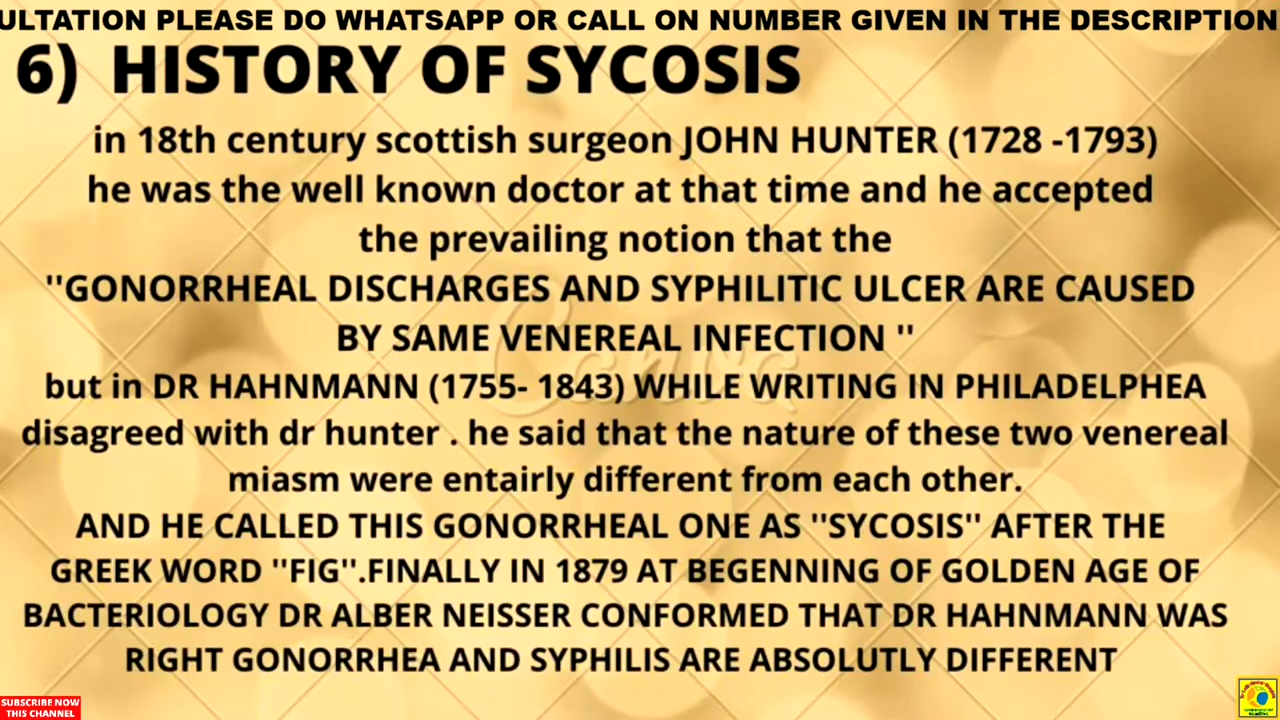 ULTATION PLEASE DO WHATSAPP OR CALL ON NUMBER GIVEN IN THE DESCRIPTION
6) HISTORY OF SYCOSIS
in 18th century scottish surgeon JOHN HUNTER (1728 -1793)
he was the well known doctor at that time and he accepted
the prevailing notion that the
''GONORRHEAL DISCHARGES AND SYPHILITIC ULCER ARE CAUSED
BY SAME VENEREAL INFECTION ''
but in DR HAHNMANN (1755- 1843) WHILE WRITING IN PHILADELPHEA
disagreed with dr hunter . he said that the nature of these two venereal
miasm were entairly different from each other.
AND HE CALLED THIS GONORRHEAL ONE AS ''SYCOSIS'' AFTER THE
GREEK WORD ''FIG''.FINALLY IN 1879 AT BEGENNING OF GOLDEN AGE OF
BACTERIOLOGY DR ALBER NEISSER CONFORMED THAT DR HAHNMANN WAS
RIGHT GONORRHEA AND SYPHILIS ARE ABSOLUTLY DIFFERENT
SUBSCRIBE NOW
THIS CHANNEL